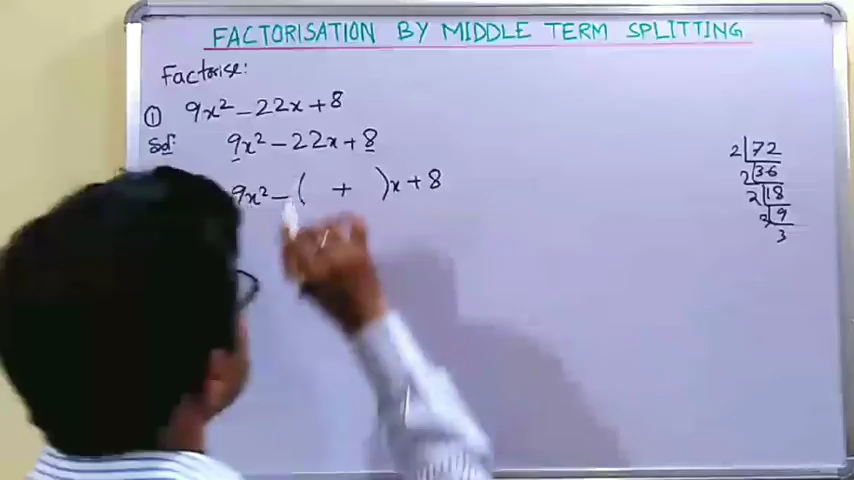 FACTORISATION BY MIDDLE TERM SPLITTING
Factorise:
① 9x² - 22x + 8
Sol: 9x² - 22x + 8
9x² - ( + )x + 8
2 | 72
2 | 36
2 | 18
9
3